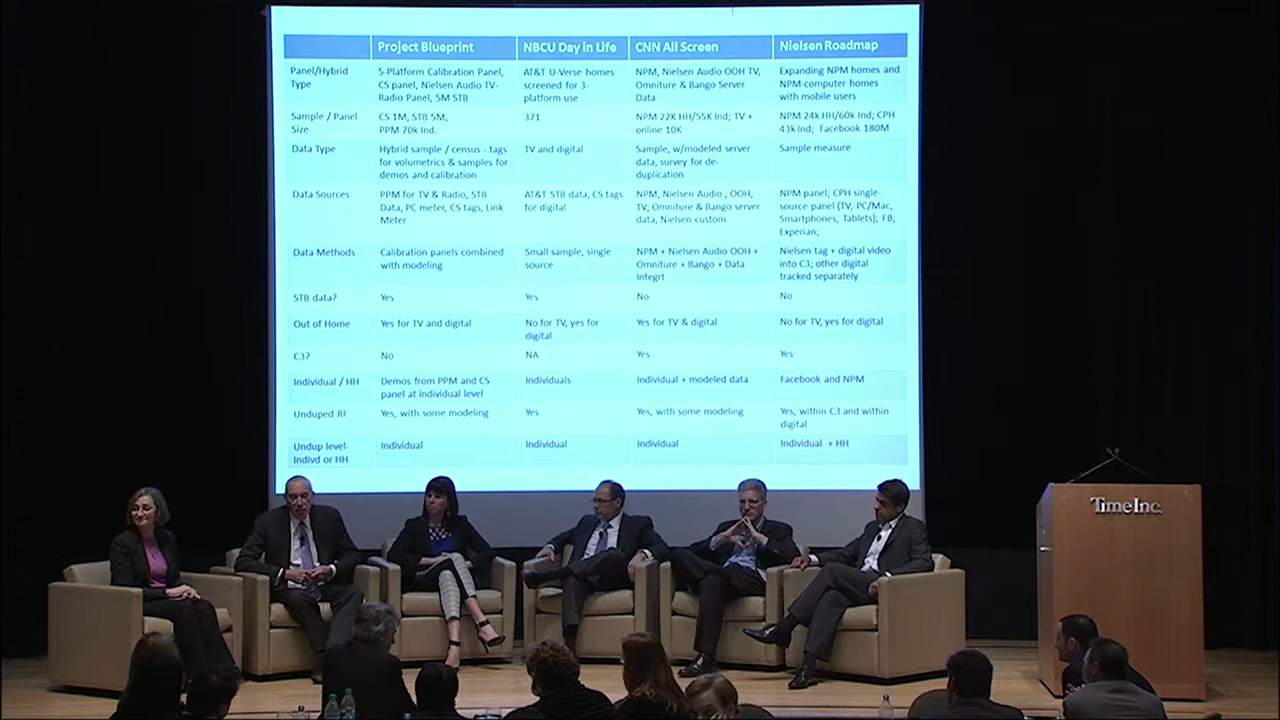 Project Blueprint NBCU Day in Life CNN All Screen Nielsen Roadmap
Panel/Hybrid Type
5-Platform Calibration Panel, CS panel, Nielsen Audio TV-Radio Panel, 5M STB
AT&T U-Verse homes screened for 3-platform use
NPM, Nielsen Audio OOH TV, Omniture & Bango Server Data
Expanding NPM homes and NPM-computer homes with mobile users
Sample / Panel Size
CS 1M, STB 5M, PPM 70k Ind.
371
NPM 22K HH/55K Ind; TV + online 10K
NPM 24k HH/60k Ind; CPH 43k Ind; Facebook 180M
Data Type
Hybrid sample / census - tags for volumetrics & samples for demos and calibration
TV and digital
Sample, w/modeled server data, survey for de-duplication
Sample measure
Data Sources
PPM for TV & Radio, STB Data, PC meter, CS tags, Link Meter
AT&T STB data, CS tags for digital
NPM, Nielsen Audio , OOH, TV; Omniture & Bango server data, Nielsen custom
NPM panel; CPH single-source panel (TV, PC/Mac, Smartphones, Tablets); FB; Experian;
Data Methods
Calibration panels combined with modeling
Small sample, single source
NPM + Nielsen Audio OOH + Omniture + Bango + Data Integrt
Nielsen tag + digital video into C3; other digital tracked separately
STB data?
Yes
Yes
No
No
Out of Home
Yes for TV and digital
No for TV, yes for digital
Yes for TV & digital
No for TV, yes for digital
C3?
No
NA
Yes
Yes
Individual / HH
Demos from PPM and CS panel at individual level
Individuals
Individual + modeled data
Facebook and NPM
Unduped RF
Yes, with some modeling
Yes
Yes, with some modeling
Yes, within C3 and within digital
Undup level-Indivd or HH
Individual
Individual
Individual
Individual + HH
TimeInc.